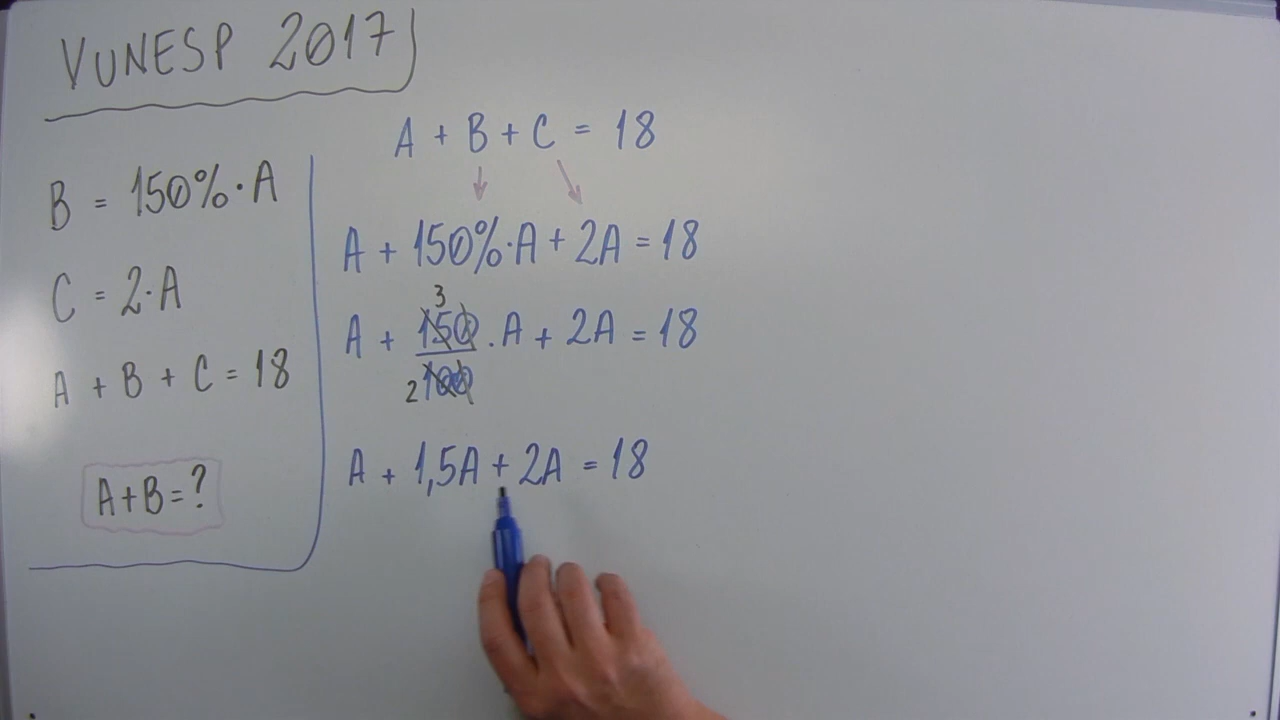 VUNESP 2017
B = 150%·A
C = 2·A
A + B + C = 18
A+B=?
A + B + C = 18
A + 150%·A + 2A = 18
3
A + 150/100 . A + 2A = 18
2
A + 1,5A + 2A = 18